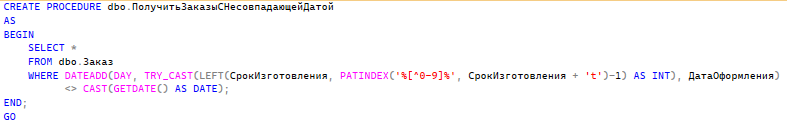 CREATE PROCEDURE dbo.ПолучитьЗаказыСНесовпадающейДатой
AS
BEGIN
    SELECT *
    FROM dbo.Заказ
    WHERE DATEADD(DAY, TRY_CAST(LEFT(СрокИзготовления, PATINDEX('%[^0-9]%', СрокИзготовления + 't')-1) AS INT), ДатаОформления)
          <> CAST(GETDATE() AS DATE);
END;
GO